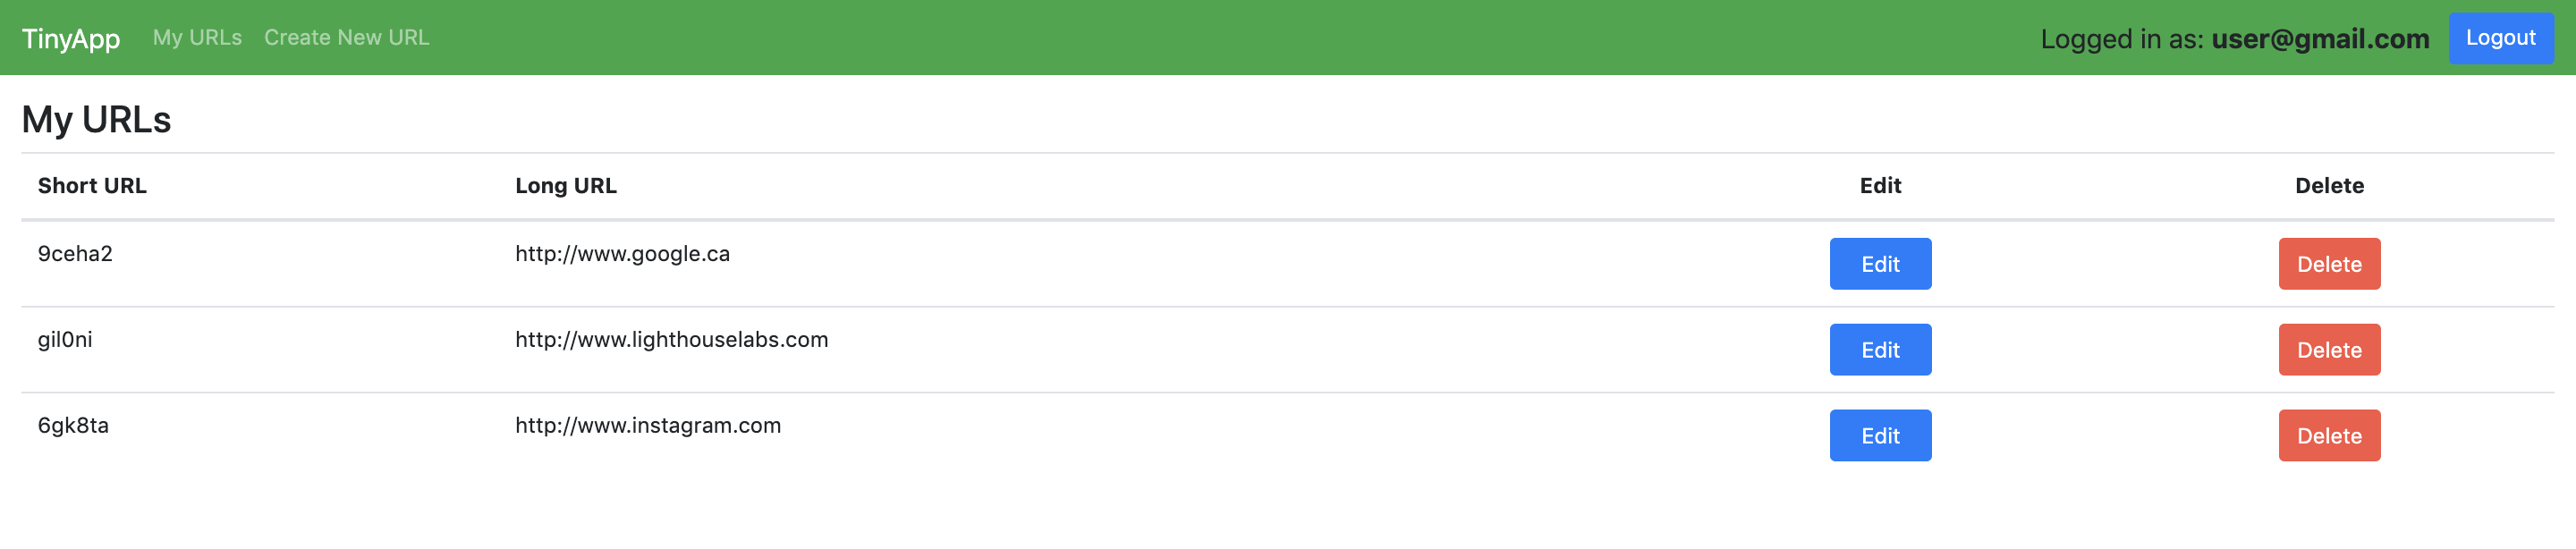 TinyApp My URLs Create New URL Logged in as: user@gmail.com Logout
My URLs
Short URL Long URL Edit Delete
9ceha2 http://www.google.ca Edit Delete
gil0ni http://www.lighthouselabs.com Edit Delete
6gk8ta http://www.instagram.com Edit Delete